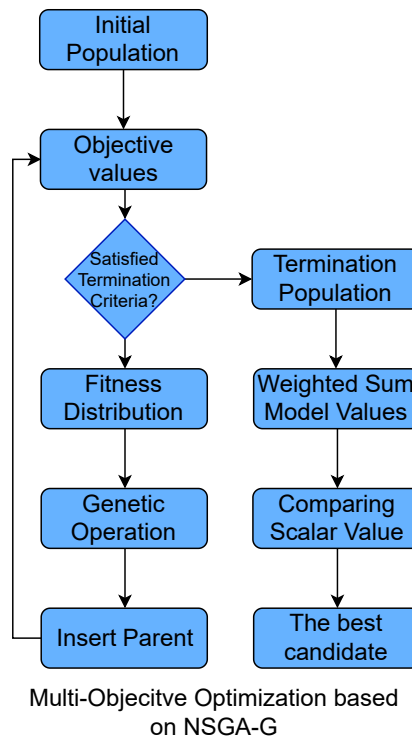 Initial
Population
Objective
values
Satisfied
Termination
Criteria?
Termination
Population
Fitness
Distribution
Weighted Sum
Model Values
Genetic
Operation
Comparing
Scalar Value
Insert Parent
The best
candidate
Multi-Objecitve Optimization based
on NSGA-G